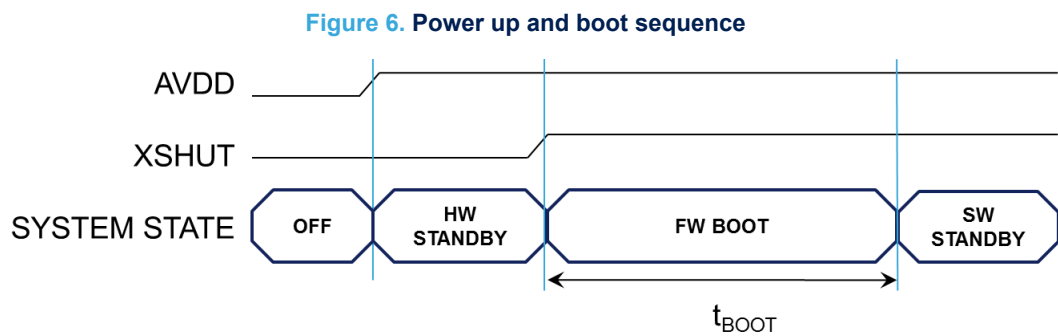 Figure 6. Power up and boot sequence
AVDD
XSHUT
SYSTEM STATE
OFF
HW
STANDBY
FW BOOT
SW
STANDBY
tBOOT